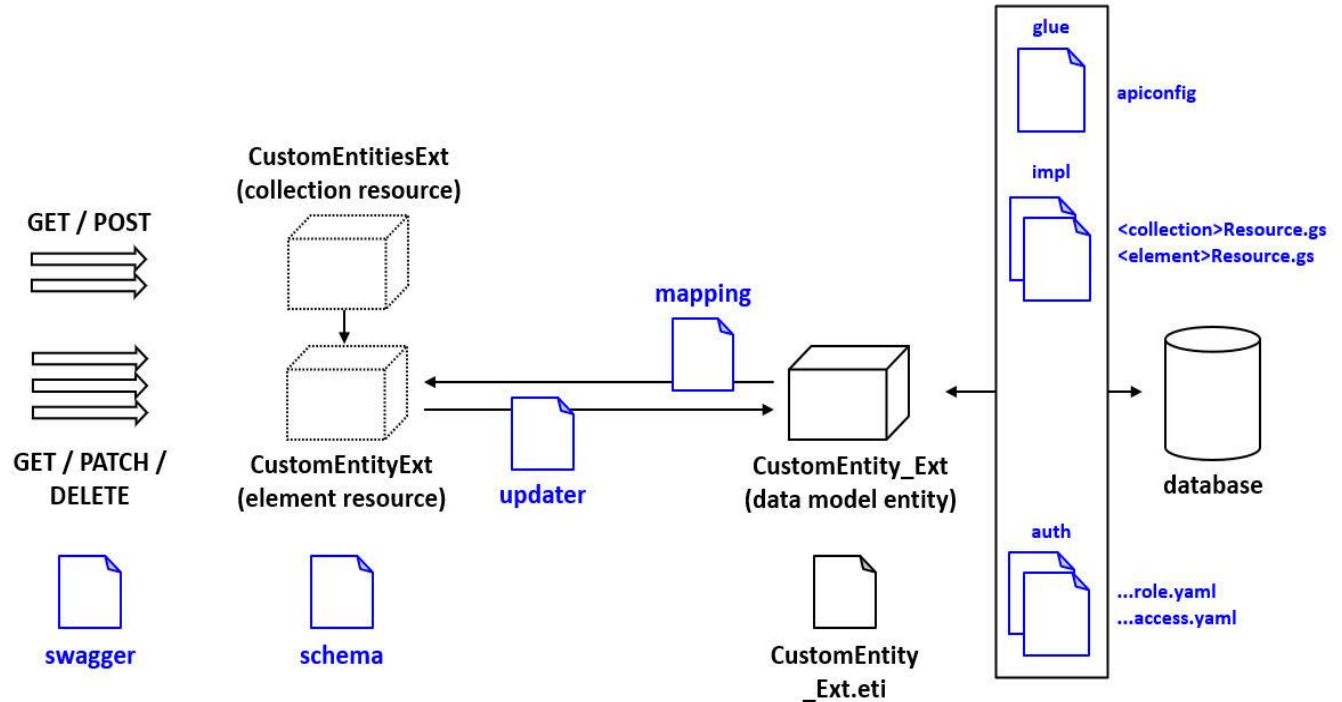 glue
apiconfig
CustomEntitiesExt
(collection resource)
impl
GET / POST
<collection>Resource.gs
<element>Resource.gs
mapping
GET / PATCH /
DELETE
CustomEntityExt
(element resource)
updater
CustomEntity_Ext
(data model entity)
database
auth
...role.yaml
...access.yaml
swagger
schema
CustomEntity
_Ext.eti